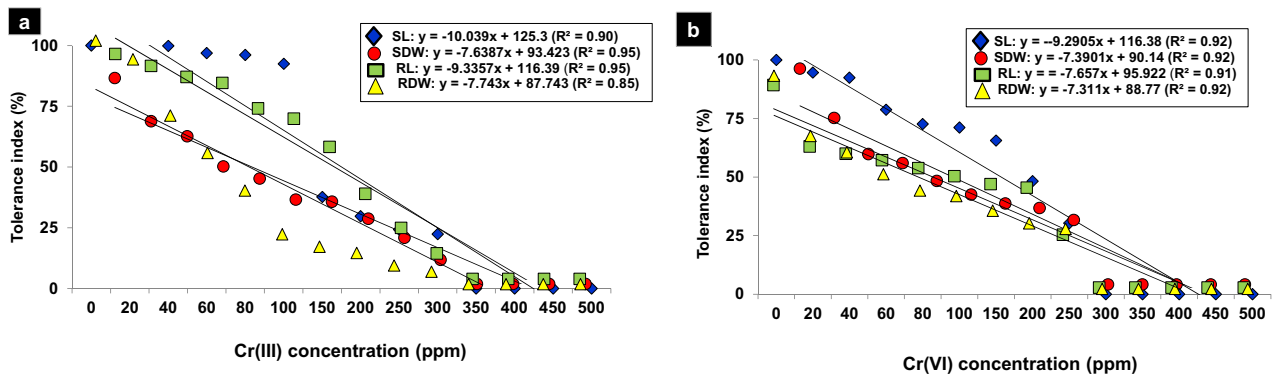 a
SL: y = -10.039x + 125.3 (R² = 0.90)
SDW: y = -7.6387x + 93.423 (R² = 0.95)
RL: y = -9.3357x + 116.39 (R² = 0.95)
RDW: y = -7.743x + 87.743 (R² = 0.85)
Tolerance index (%)
100
75
50
25
0
0 20 40 60 80 100 150 200 250 300 350 400 450 500
Cr(III) concentration (ppm)
b
SL: y = --9.2905x + 116.38 (R² = 0.92)
SDW: y = -7.3901x + 90.14 (R² = 0.92)
RL: y = -7.657x + 95.922 (R² = 0.91)
RDW: y = -7.311x + 88.77 (R² = 0.92)
Tolerance index (%)
100
75
50
25
0
0 20 40 60 80 100 150 200 250 300 350 400 450 500
Cr(VI) concentration (ppm)